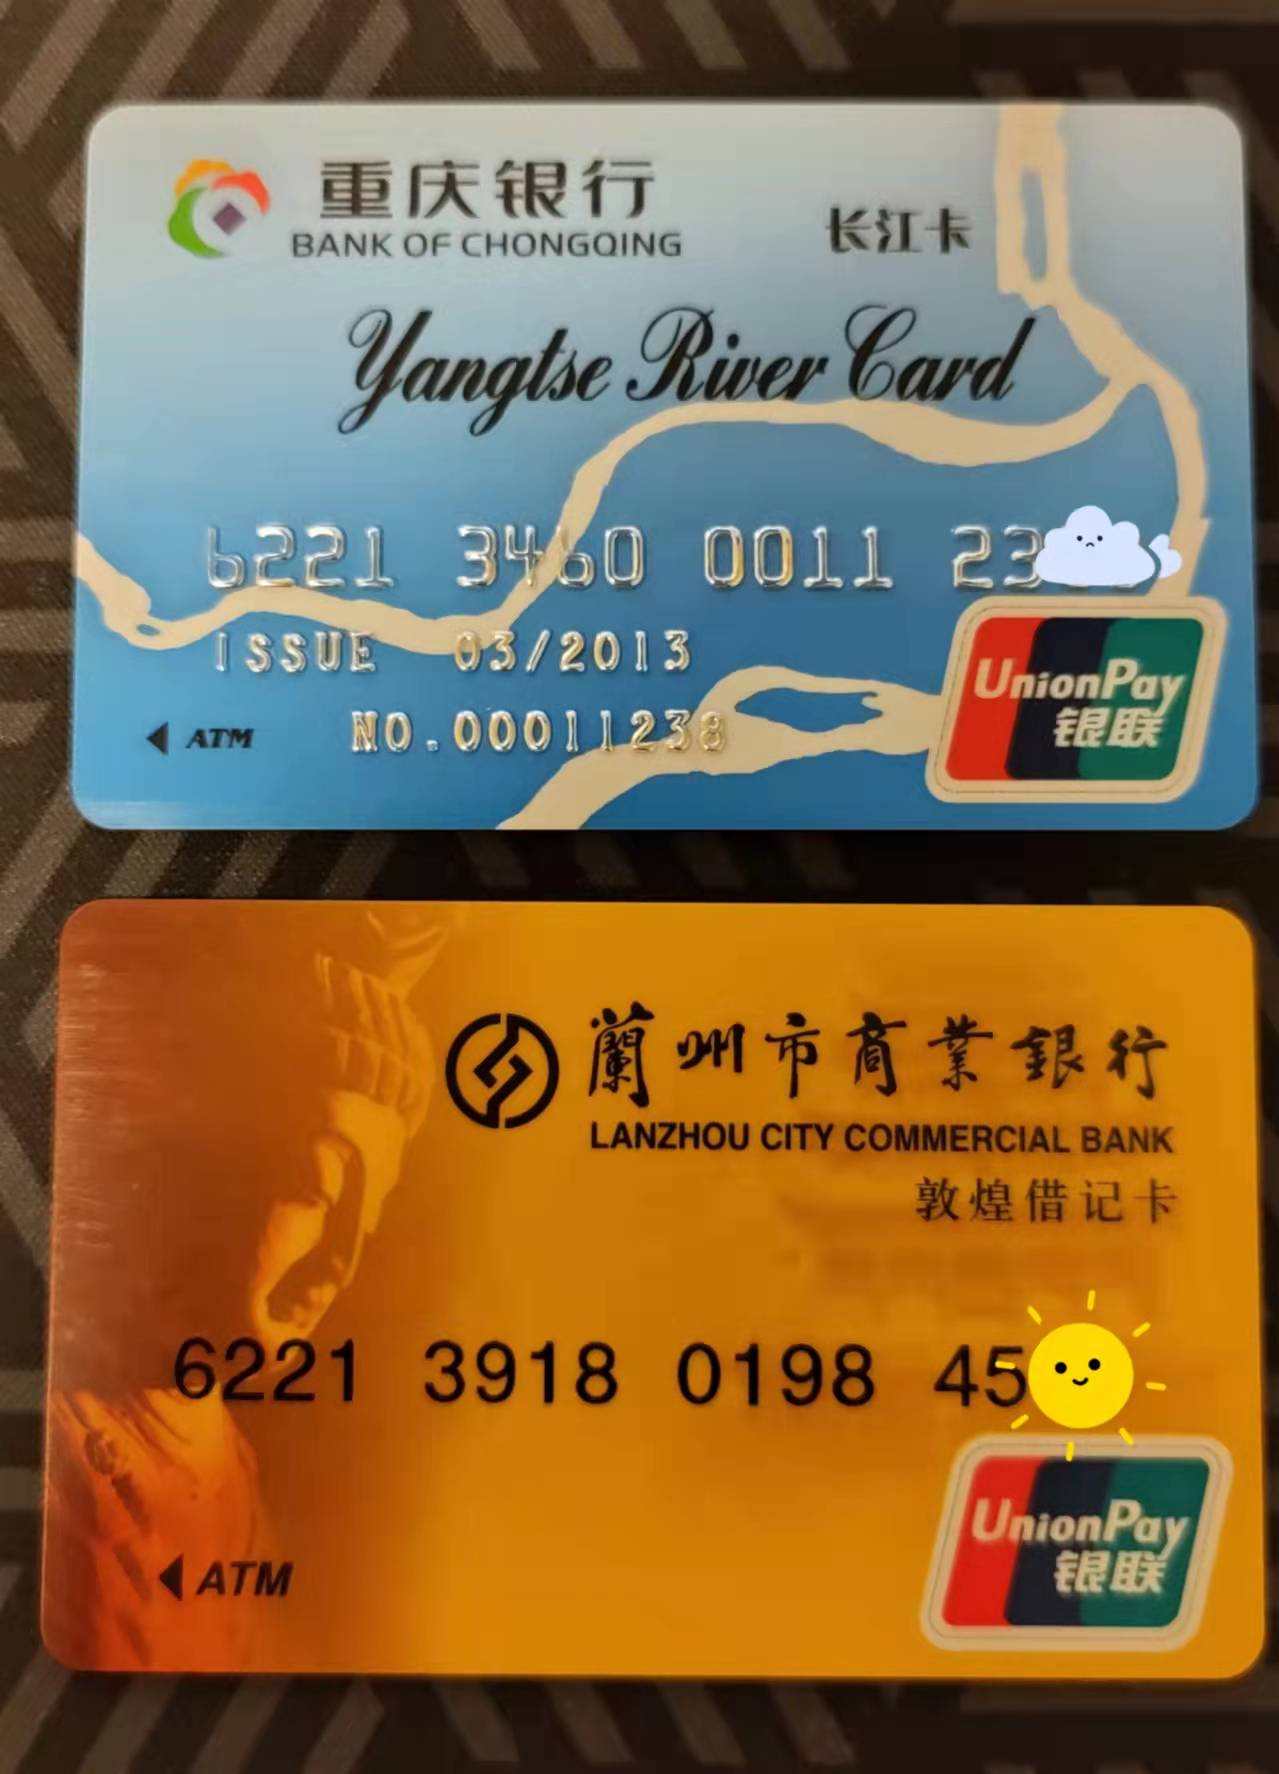 重庆银行
BANK OF CHONGQING
长江卡
Yangtse River Card
6221 3460 0011 23
ISSUE 03/2013
NO.00011238
ATM
UnionPay
银联
蘭州市商業銀行
LANZHOU CITY COMMERCIAL BANK
敦煌借记卡
6221 3918 0198 45
ATM
UnionPay
银联